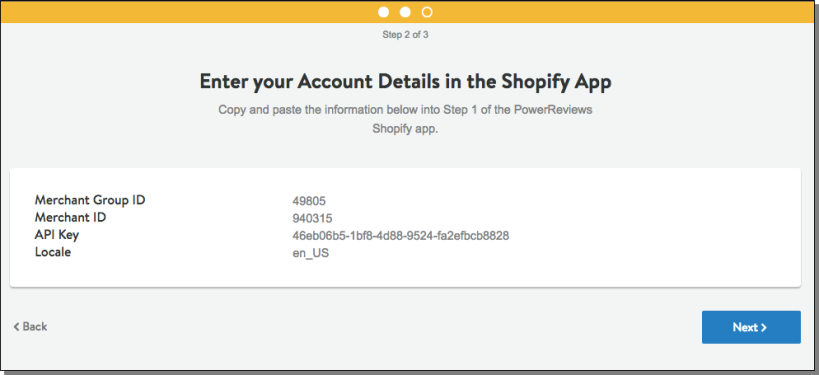 Step 2 of 3
Enter your Account Details in the Shopify App
Copy and paste the information below into Step 1 of the PowerReviews
Shopify app.
Merchant Group ID 49805
Merchant ID 940315
API Key 46eb06b5-1bf8-4d88-9524-fa2efbcb8828
Locale en_US
< Back Next >